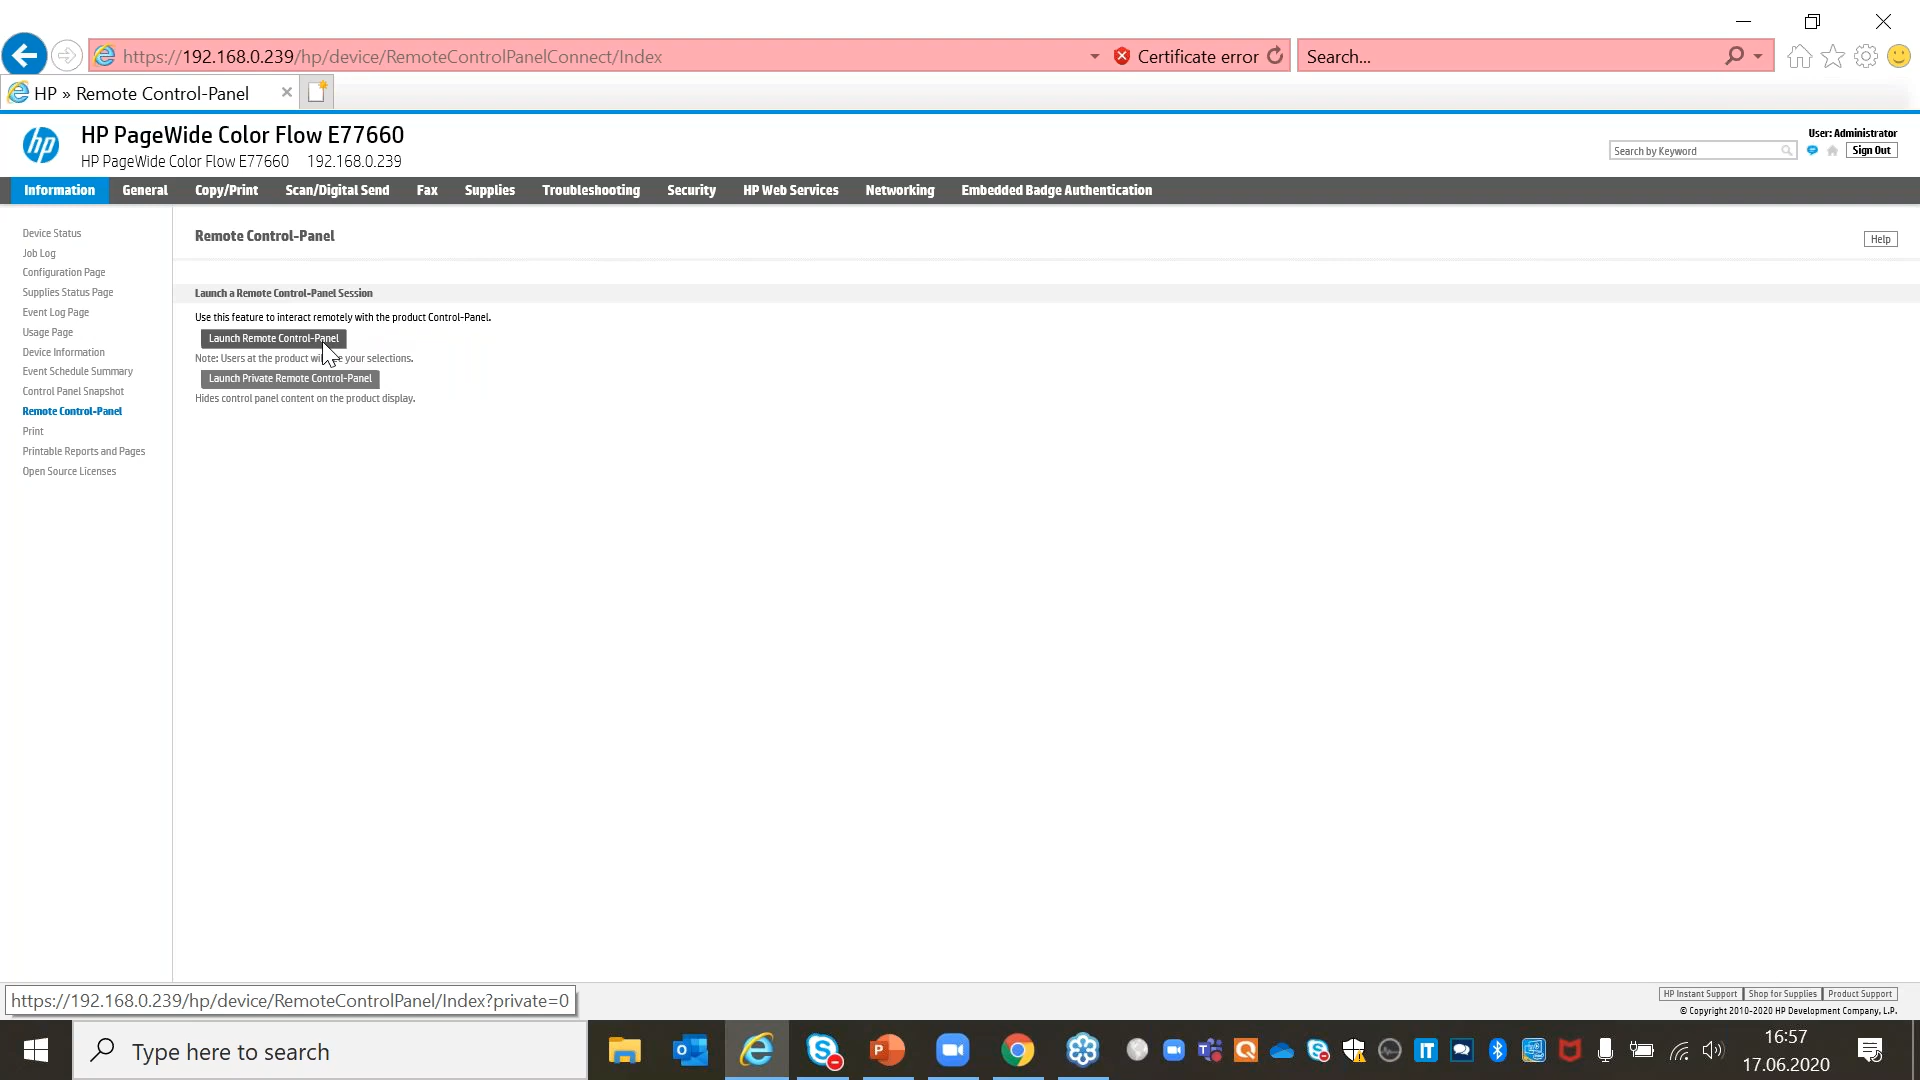 https://192.168.0.239/hp/device/RemoteControlPanelConnect/Index
Certificate error
Search...
HP » Remote Control-Panel
hp
HP PageWide Color Flow E77660
HP PageWide Color Flow E77660 192.168.0.239
User: Administrator
Search by Keyword
Sign Out
Information General Copy/Print Scan/Digital Send Fax Supplies Troubleshooting Security HP Web Services Networking Embedded Badge Authentication
Device Status
Job Log
Configuration Page
Supplies Status Page
Event Log Page
Usage Page
Device Information
Event Schedule Summary
Control Panel Snapshot
Remote Control-Panel
Print
Printable Reports and Pages
Open Source Licenses
Remote Control-Panel
Help
Launch a Remote Control-Panel Session
Use this feature to interact remotely with the product Control-Panel.
Launch Remote Control-Panel
Note: Users at the product your selections.
Launch Private Remote Control-Panel
Hides control panel content on the product display.
https://192.168.0.239/hp/device/RemoteControlPanel/Index?private=0
HP Instant Support Shop for Supplies Product Support
© Copyright 2010-2020 HP Development Company, L.P.
Type here to search
16:57
17.06.2020